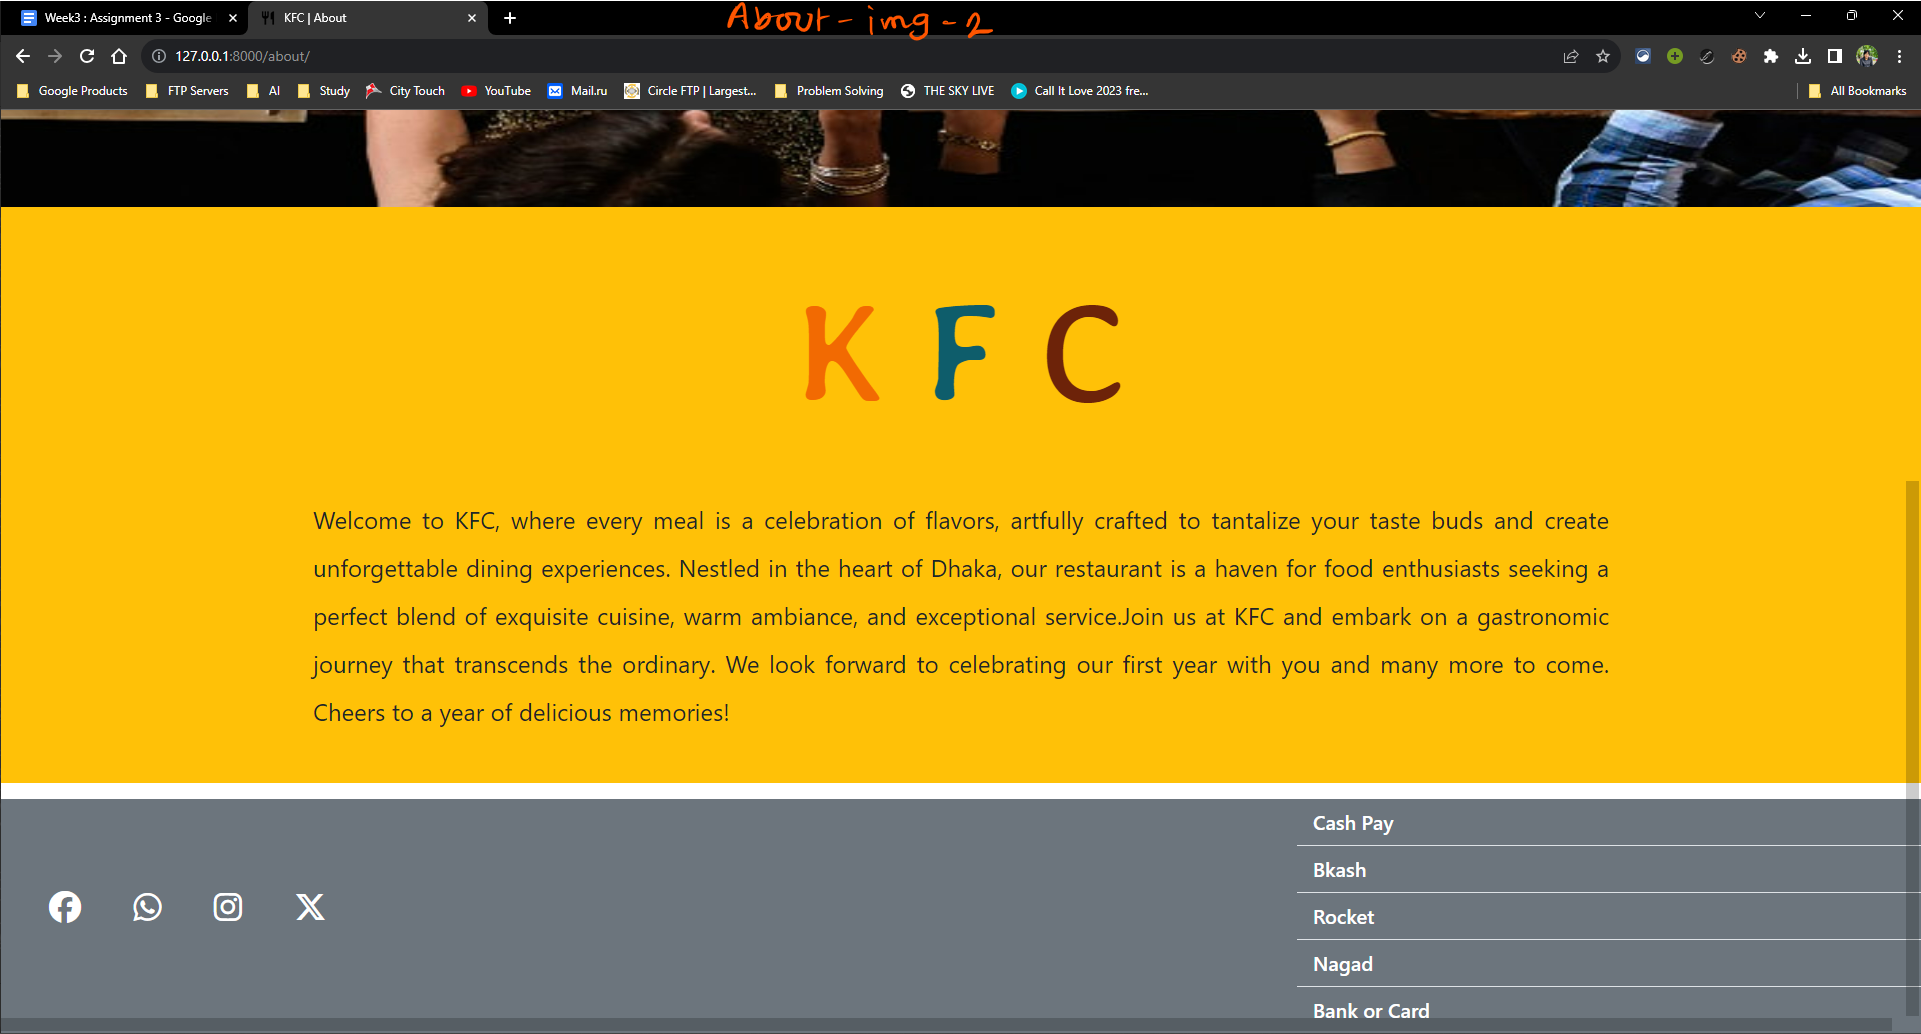 Week3 : Assignment 3 - Google
KFC | About
About-img-2
127.0.0.1:8000/about/
Google Products
FTP Servers
AI
Study
City Touch
YouTube
Mail.ru
Circle FTP | Largest...
Problem Solving
THE SKY LIVE
Call It Love 2023 fre...
All Bookmarks
K F C
Welcome to KFC, where every meal is a celebration of flavors, artfully crafted to tantalize your taste buds and create
unforgettable dining experiences. Nestled in the heart of Dhaka, our restaurant is a haven for food enthusiasts seeking a
perfect blend of exquisite cuisine, warm ambiance, and exceptional service.Join us at KFC and embark on a gastronomic
journey that transcends the ordinary. We look forward to celebrating our first year with you and many more to come.
Cheers to a year of delicious memories!
Cash Pay
Bkash
Rocket
Nagad
Bank or Card